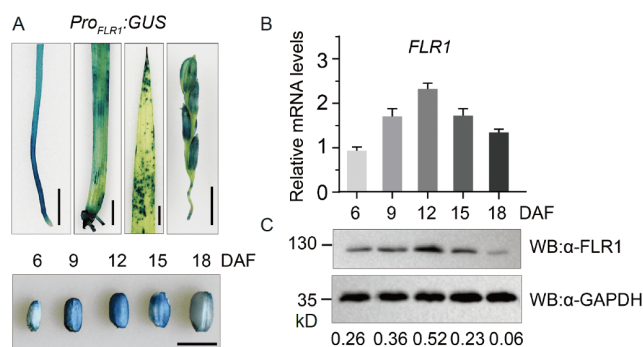 A
Pro_FLR1:GUS
6 9 12 15 18 DAF
B
FLR1
Relative mRNA levels
3
2
1
0
6 9 12 15 18 DAF
C
130
WB:α-FLR1
35
WB:α-GAPDH
kD
0.26 0.36 0.52 0.23 0.06